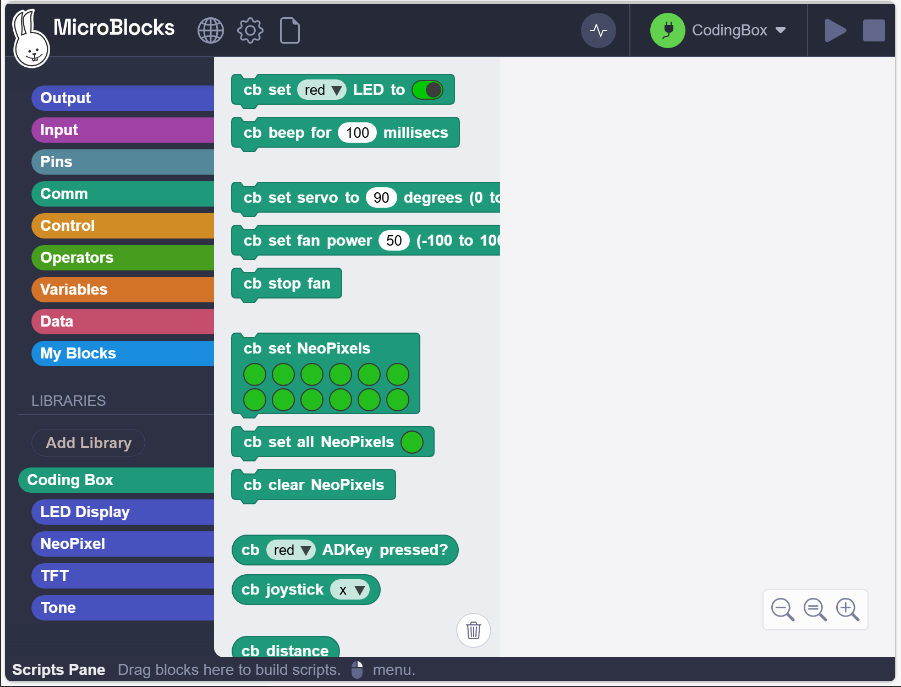 MicroBlocks
CodingBox
Output
Input
Pins
Comm
Control
Operators
Variables
Data
My Blocks
LIBRARIES
Add Library
Coding Box
LED Display
NeoPixel
TFT
Tone
cb set red LED to
cb beep for 100 millisecs
cb set servo to 90 degrees (0 to
cb set fan power 50 (-100 to 100
cb stop fan
cb set NeoPixels
cb set all NeoPixels
cb clear NeoPixels
cb red ADKey pressed?
cb joystick x
cb distance
Scripts Pane Drag blocks here to build scripts. menu.